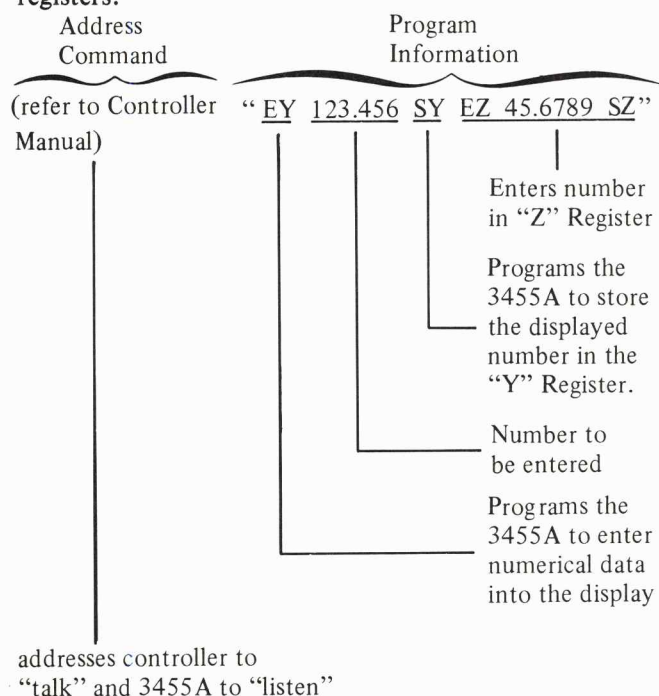 registers:
Address
Command
Program
Information
(refer to Controller
Manual)
“ EY 123.456 SY EZ 45.6789 SZ”
Enters number
in “Z” Register
Programs the
3455A to store
the displayed
number in the
“Y” Register.
Number to
be entered
Programs the
3455A to enter
numerical data
into the display
addresses controller to
“talk” and 3455A to “listen”